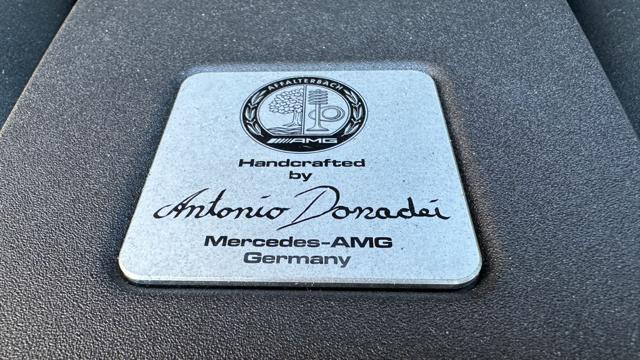 AFFALTERBACH
AMG
Handcrafted
by
Antonio Donadei
Mercedes-AMG
Germany